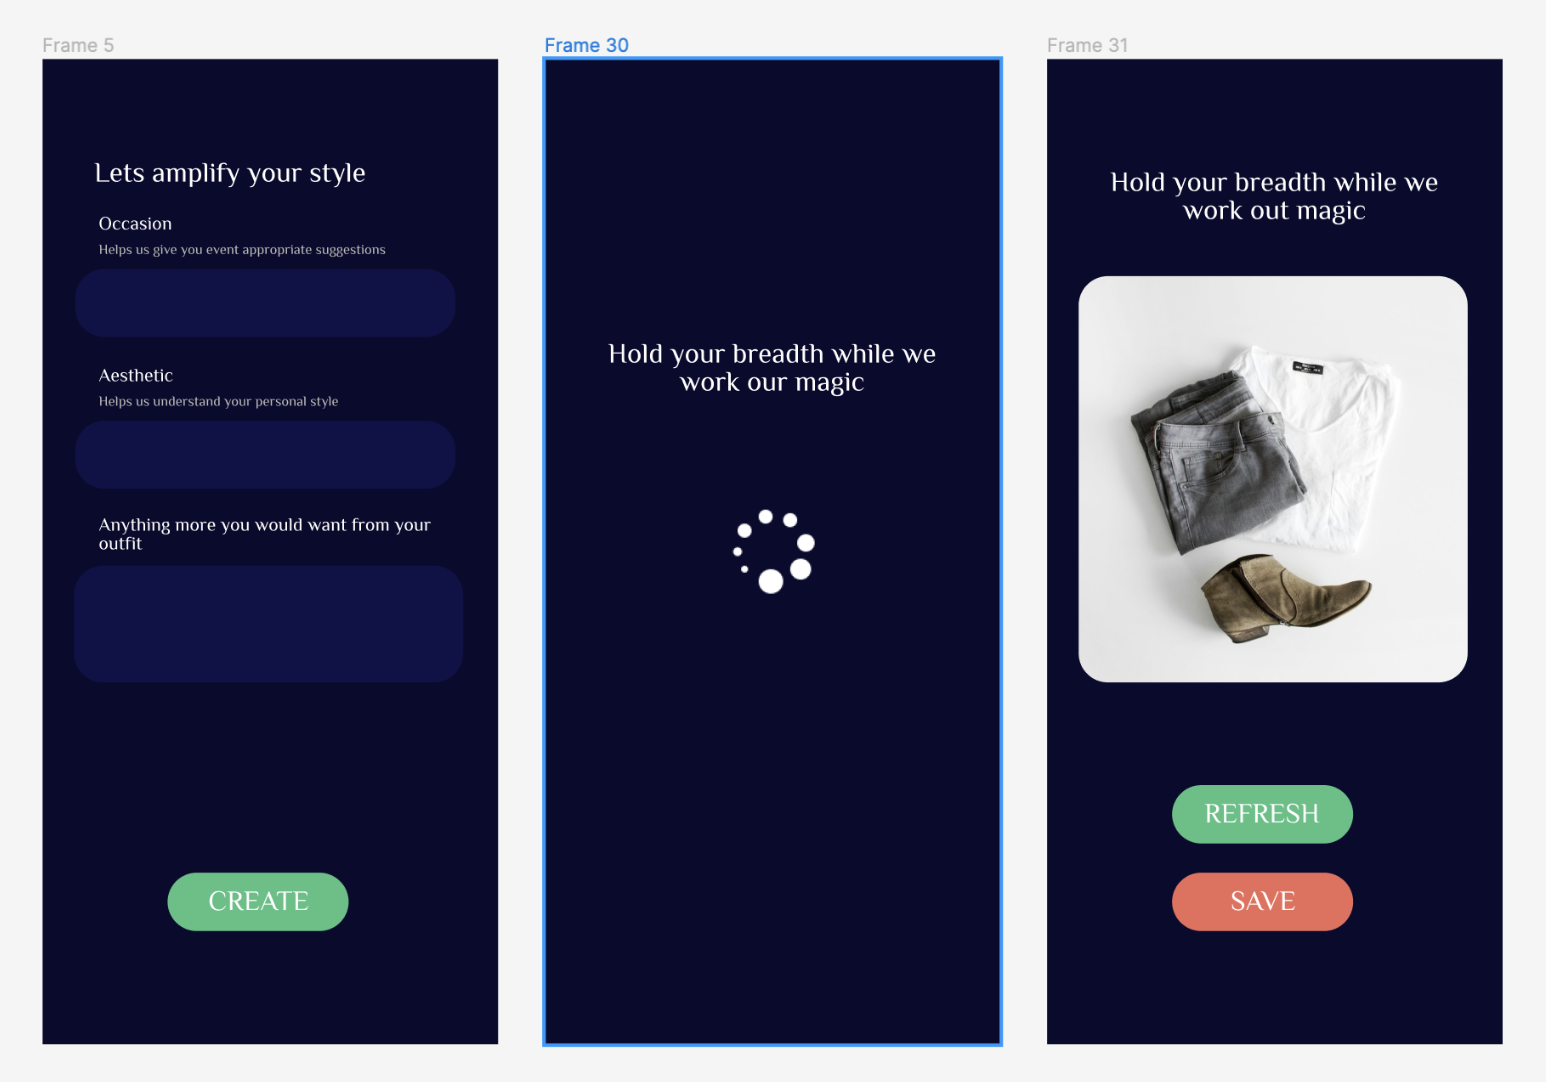 Frame 5
Lets amplify your style
Occasion
Helps us give you event appropriate suggestions
Aesthetic
Helps us understand your personal style
Anything more you would want from your
outfit
CREATE
Frame 30
Hold your breadth while we
work our magic
Frame 31
Hold your breadth while we
work out magic
REFRESH
SAVE